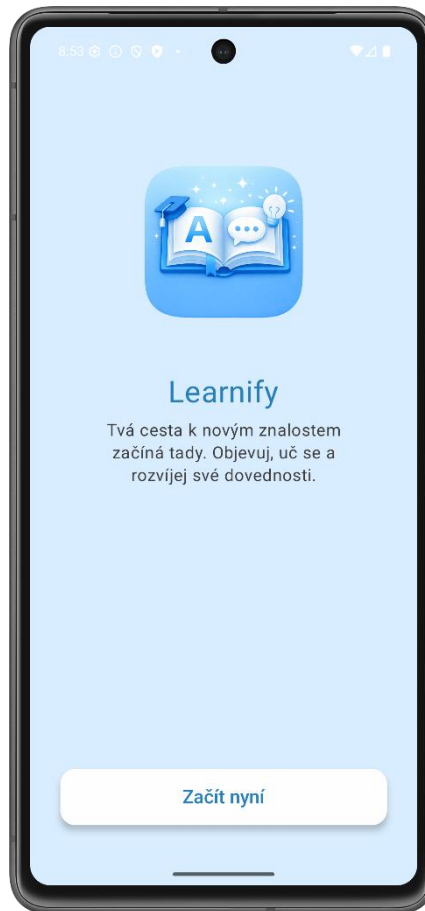 8:53
A
Learnify
Tvá cesta k novým znalostem
začíná tady. Objevuj, uč se a
rozvíjej své dovednosti.
Začít nyní